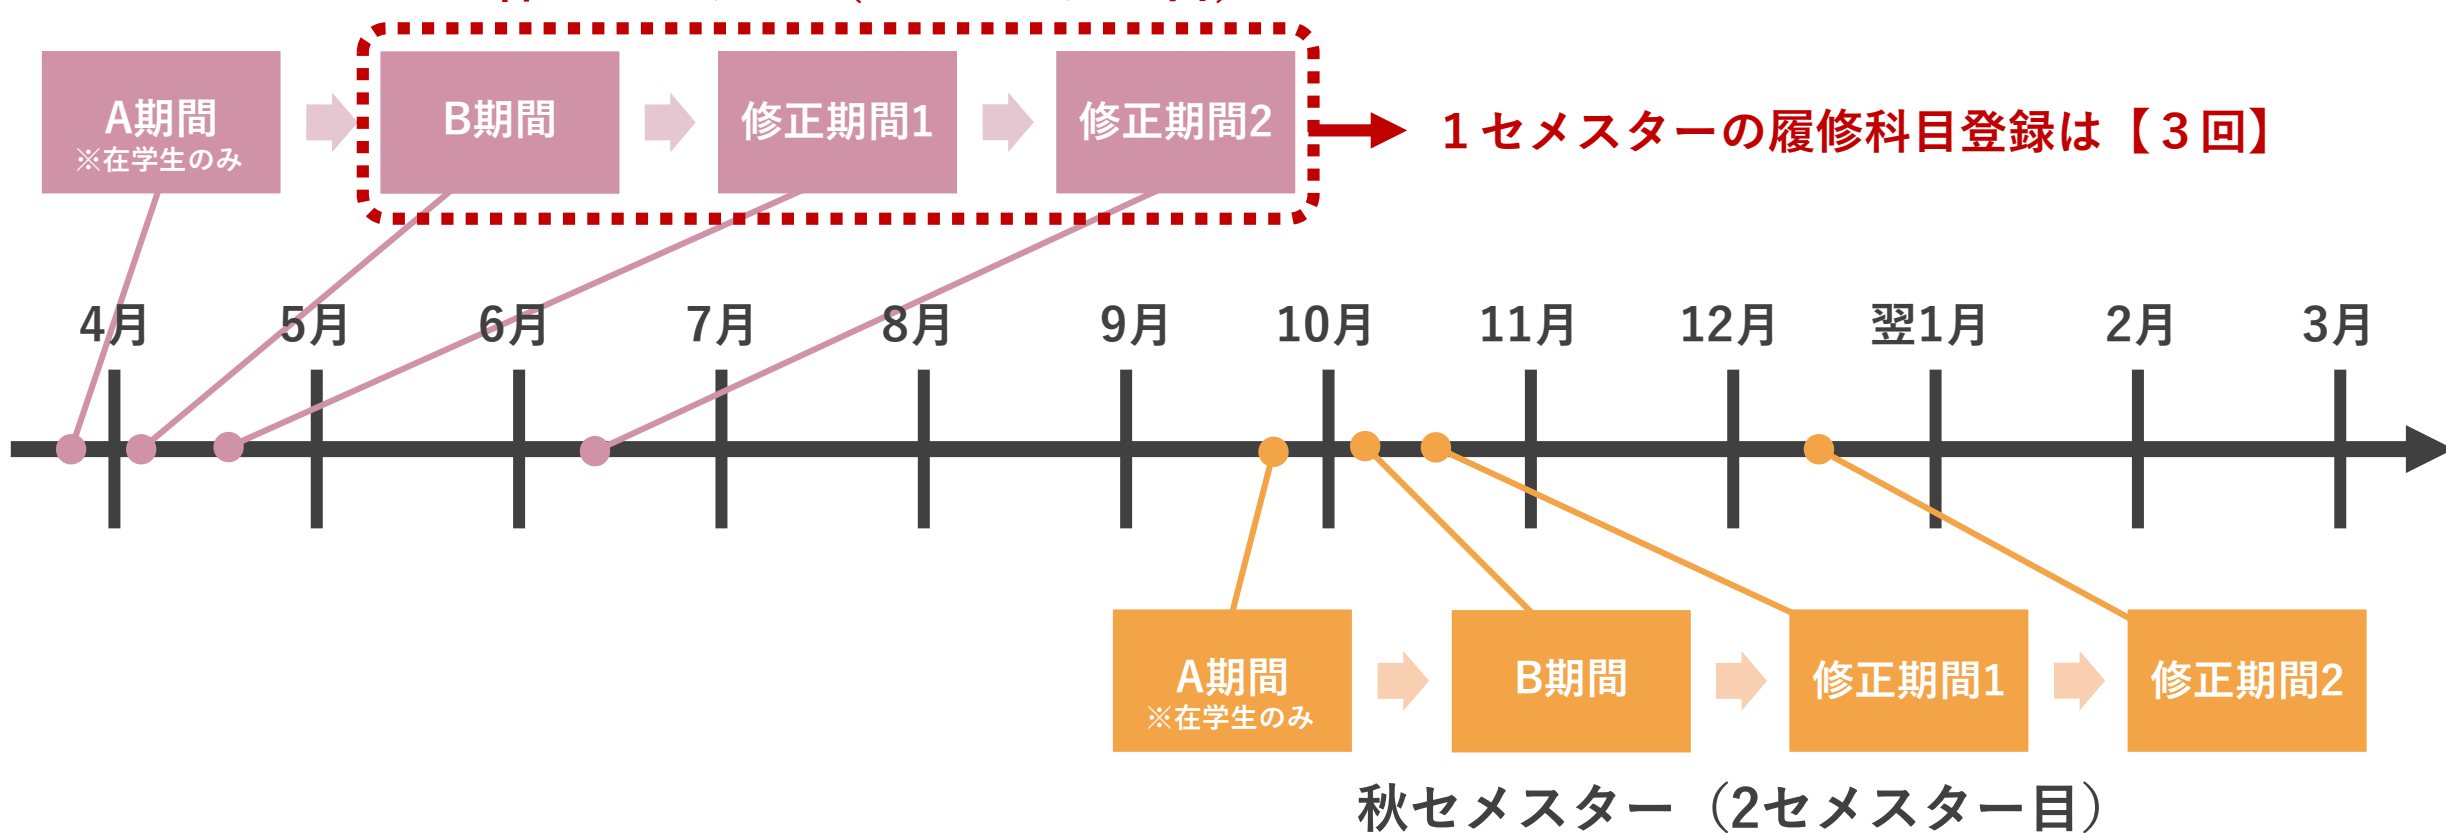 A期間
※在学生のみ
B期間
修正期間1
修正期間2
1セメスターの履修科目登録は【3回】
4月
5月
6月
7月
8月
9月
10月
11月
12月
翌1月
2月
3月
A期間
※在学生のみ
B期間
修正期間1
修正期間2
秋セメスター（2セメスター目）